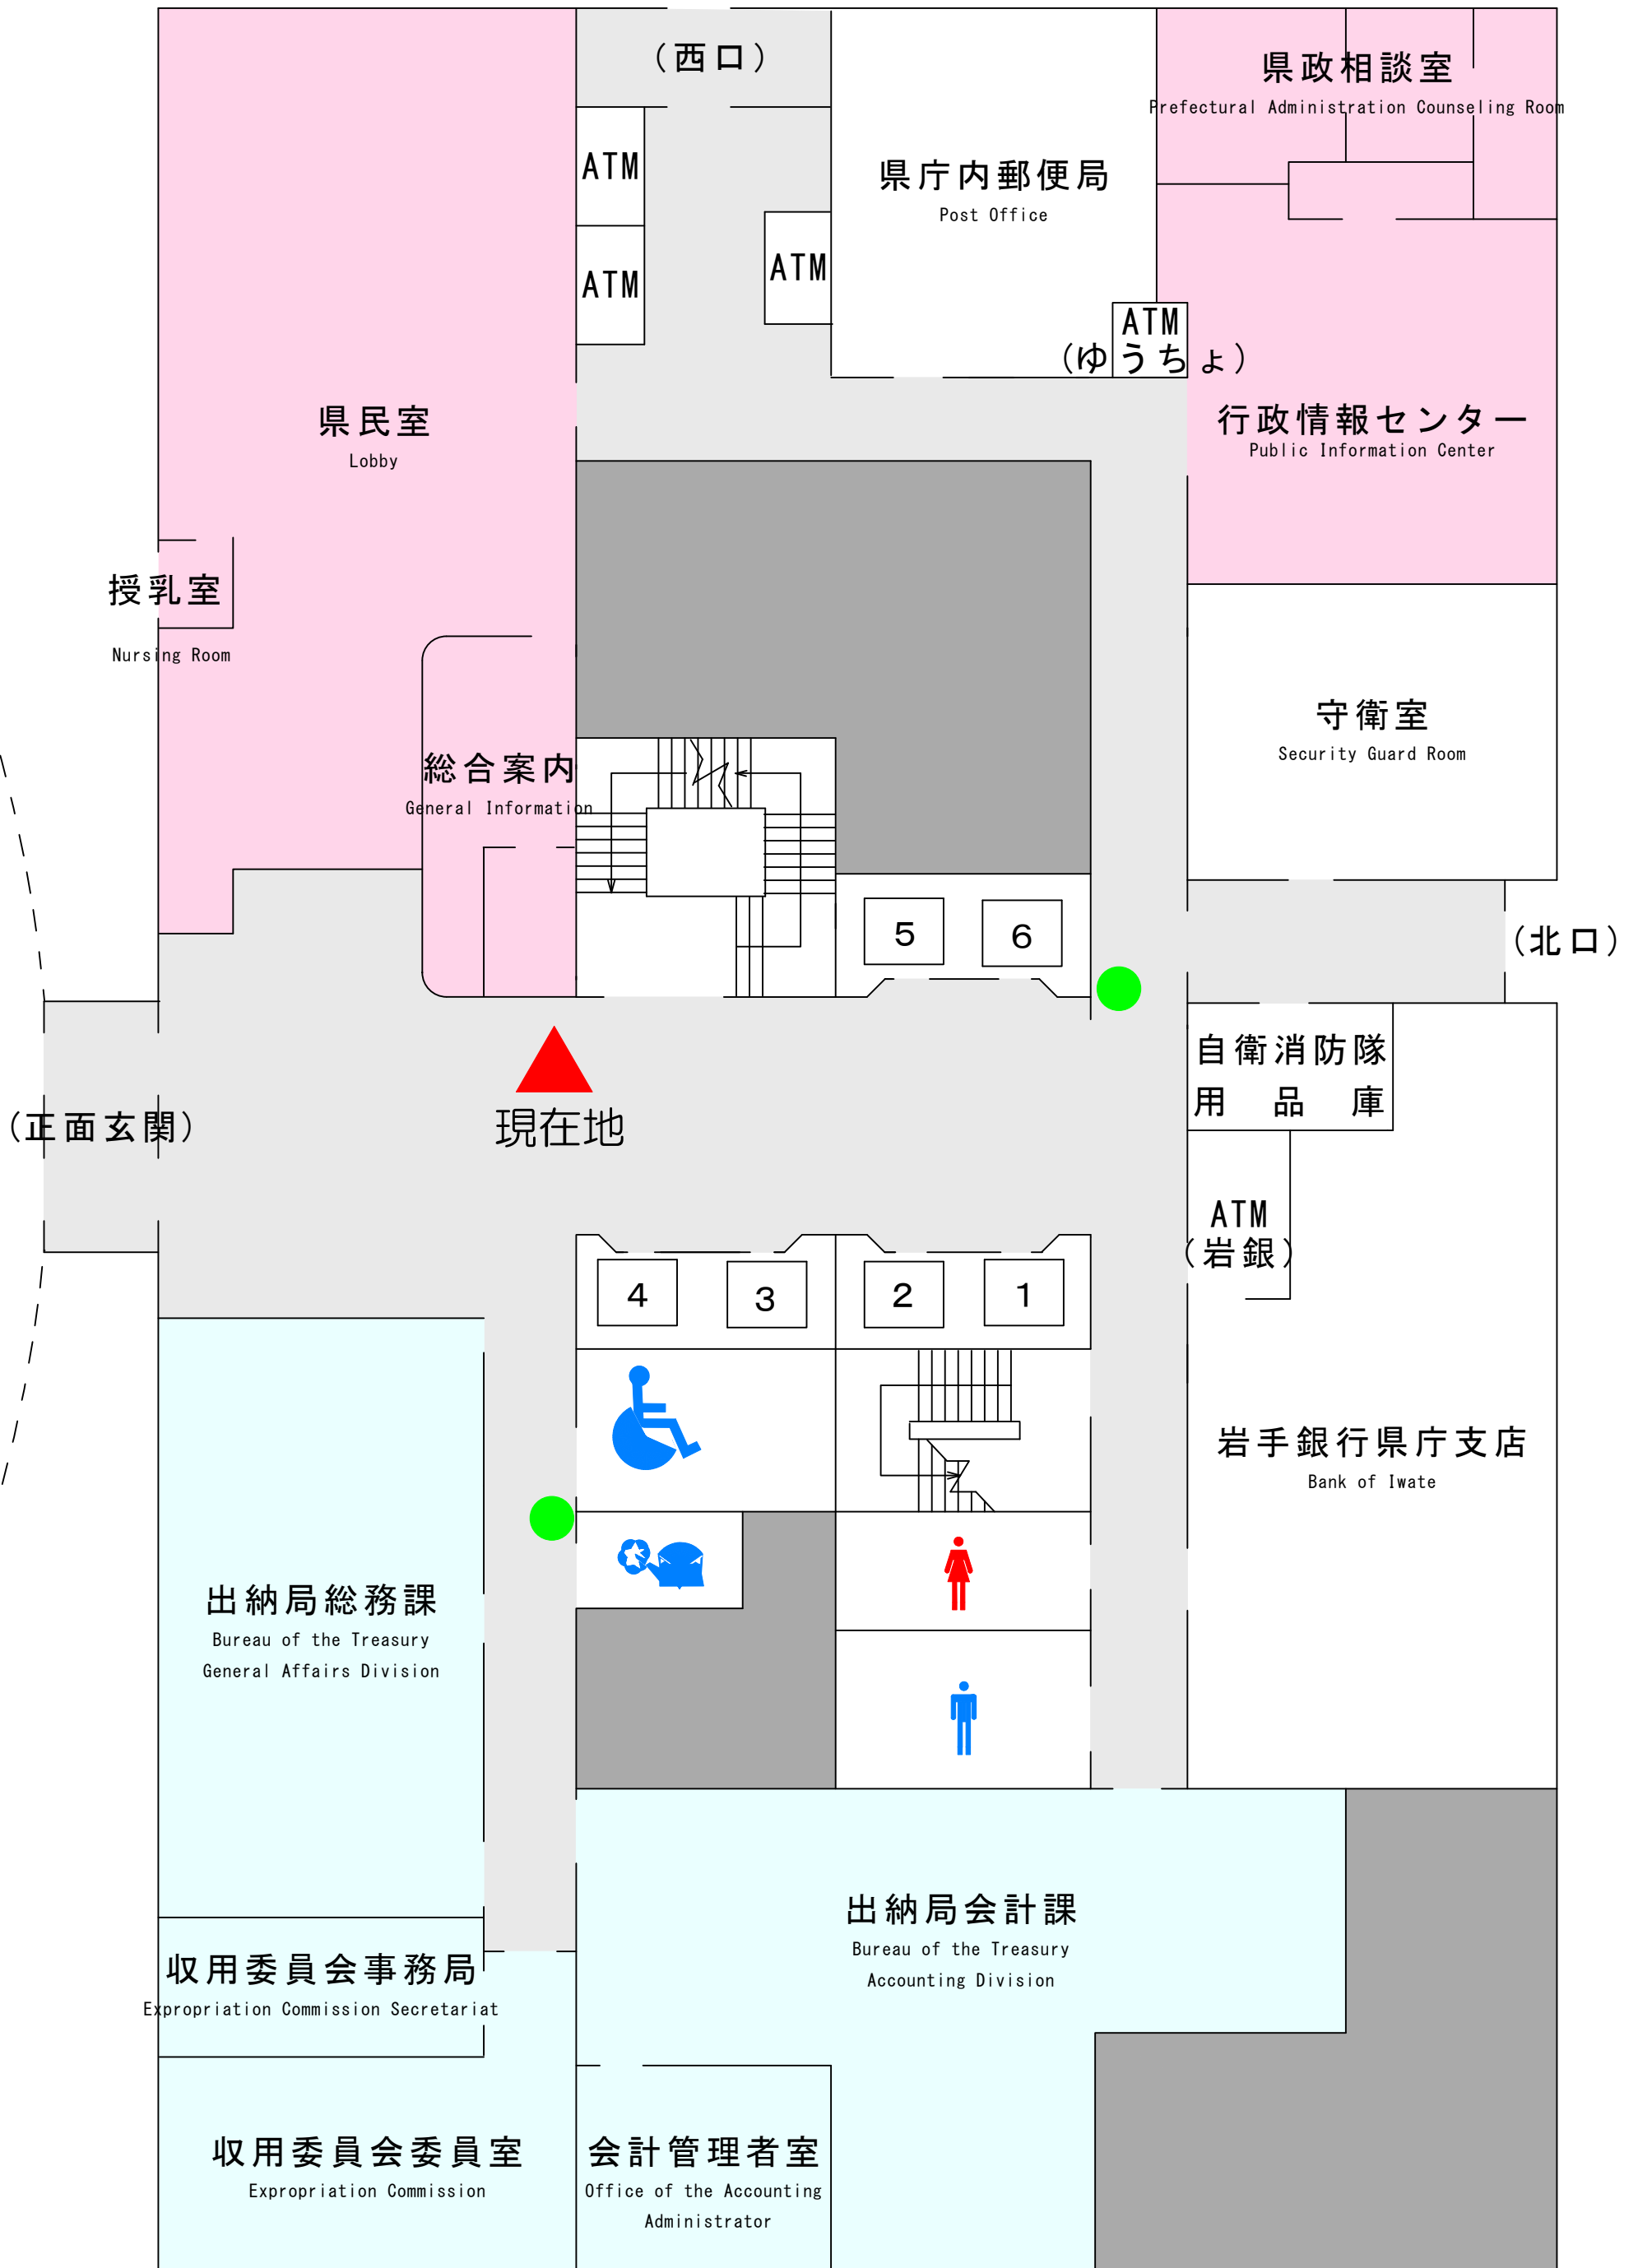 （西口）
県政相談室
Prefectural Administration Counseling Room
ATM
県庁内郵便局
Post Office
ATM
ATM
ATM
（ゆうちょ）
県民室
Lobby
行政情報センター
Public Information Center
授乳室
Nursing Room
守衛室
Security Guard Room
総合案内
General Information
5
6
（北口）
自衛消防隊
用品庫
現在地
（正面玄関）
ATM
（岩銀）
4
3
2
1
岩手銀行県庁支店
Bank of Iwate
出納局総務課
Bureau of the Treasury
General Affairs Division
出納局会計課
Bureau of the Treasury
Accounting Division
収用委員会事務局
Expropriation Commission Secretariat
収用委員会委員室
Expropriation Commission
会計管理者室
Office of the Accounting
Administrator